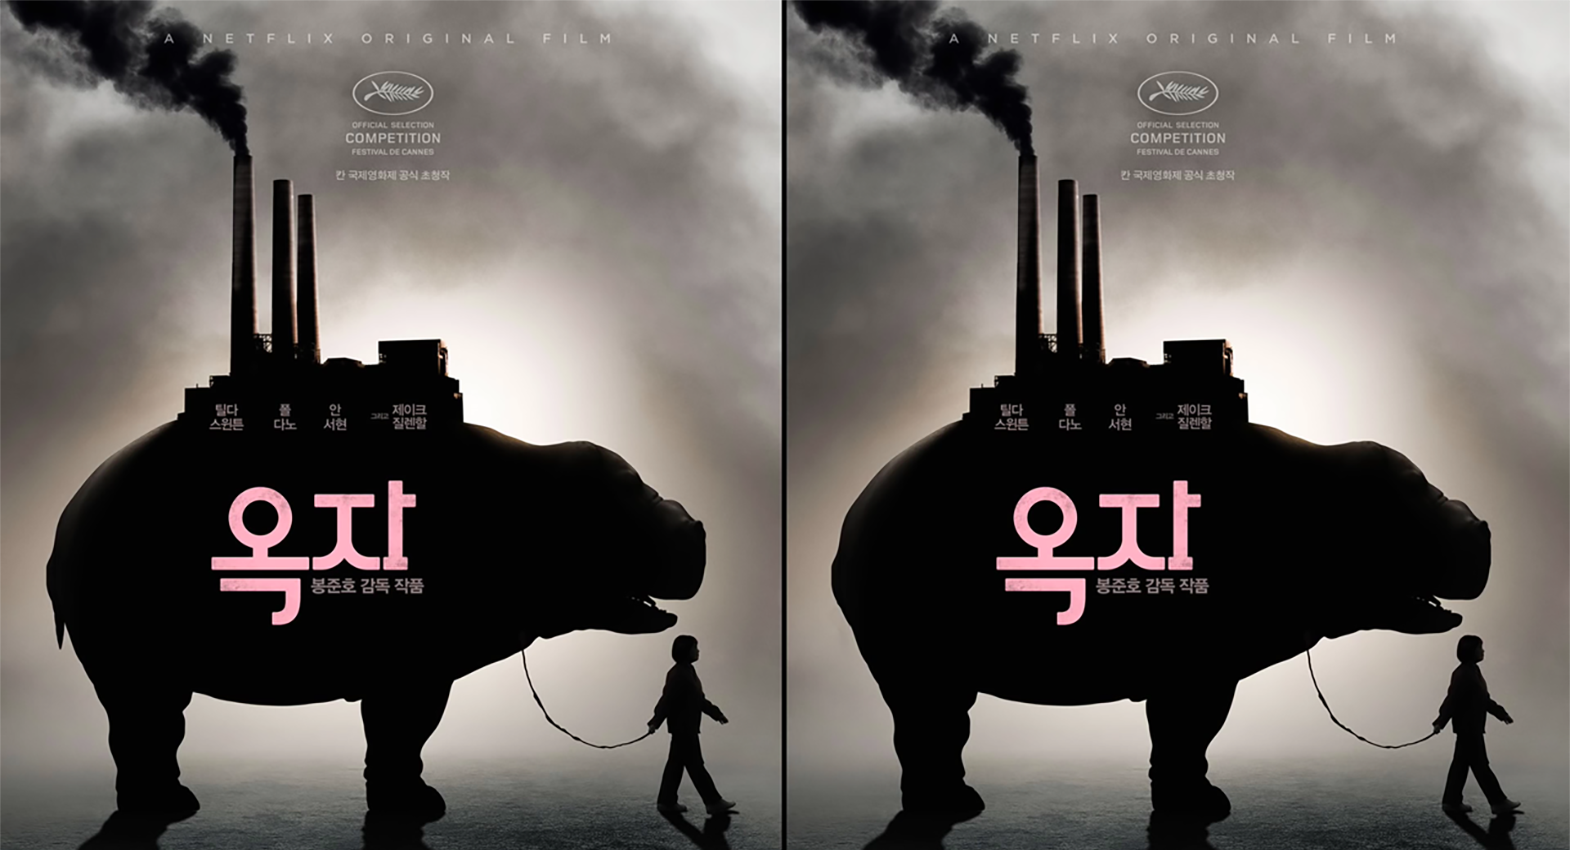 A NETFLIX ORIGINAL FILM
OFFICIAL SELECTION
COMPETITION
FESTIVAL DE CANNES
칸 국제영화제 공식 초청작
틸다 스윈튼
폴 다노
안 서현
그리고 제이크 질렌할
옥자
봉준호 감독 작품
A NETFLIX ORIGINAL FILM
OFFICIAL SELECTION
COMPETITION
FESTIVAL DE CANNES
칸 국제영화제 공식 초청작
틸다 스윈튼
폴 다노
안 서현
그리고 제이크 질렌할
옥자
봉준호 감독 작품